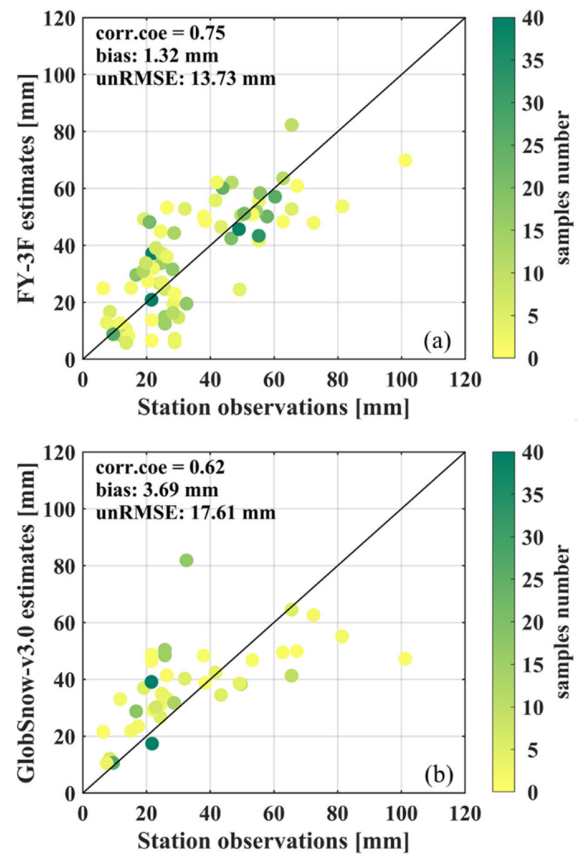 corr.coe = 0.75
bias: 1.32 mm
unRMSE: 13.73 mm
FY-3F estimates [mm]
120
100
80
60
40
20
0
0 20 40 60 80 100 120
Station observations [mm]
(a)
40
35
30
25
20
15
10
5
0
samples number
corr.coe = 0.62
bias: 3.69 mm
unRMSE: 17.61 mm
GlobSnow-v3.0 estimates [mm]
120
100
80
60
40
20
0
0 20 40 60 80 100 120
Station observations [mm]
(b)
40
35
30
25
20
15
10
5
0
samples number